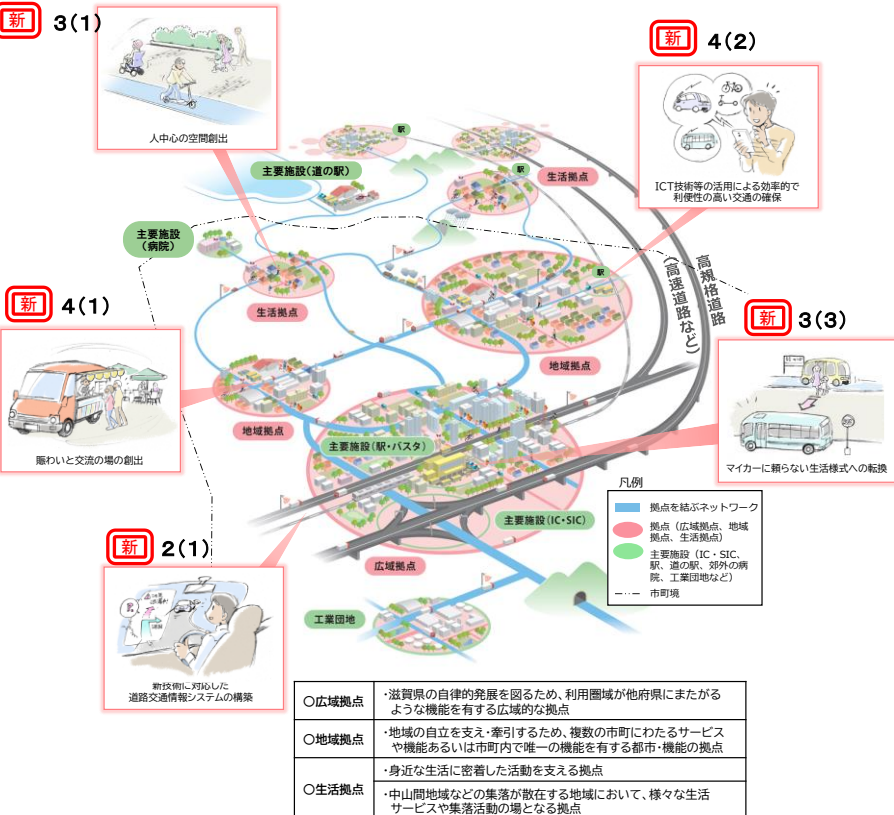 新 3(1)
人中心の空間創出
新 4(2)
ICT技術等の活用による効率的で
利便性の高い交通の確保
駅
主要施設(道の駅)
駅
生活拠点
主要施設
(病院)
生活拠点
駅
高規格道路
(高速道路など)
新 4(1)
賑わいと交流の場の創出
地域拠点
新 3(3)
マイカーに頼らない生活様式への転換
地域拠点
主要施設(駅・バスタ)
主要施設(IC・SIC)
広域拠点
工業団地
新 2(1)
新技術に対応した
道路交通情報システムの構築
凡例
拠点を結ぶネットワーク
拠点(広域拠点、地域
拠点、生活拠点)
主要施設(IC・SIC、
駅、道の駅、郊外の病
院、工業団地など)
市町境
〇広域拠点
・滋賀県の自律的発展を図るため、利用圏域が他府県にまたがる
ような機能を有する広域的な拠点
〇地域拠点
・地域の自立を支え・牽引するため、複数の市町にわたるサービス
や機能あるいは市町内で唯一の機能を有する都市・機能の拠点
〇生活拠点
・身近な生活に密着した活動を支える拠点
・中山間地域などの集落が散在する地域において、様々な生活
サービスや集落活動の場となる拠点